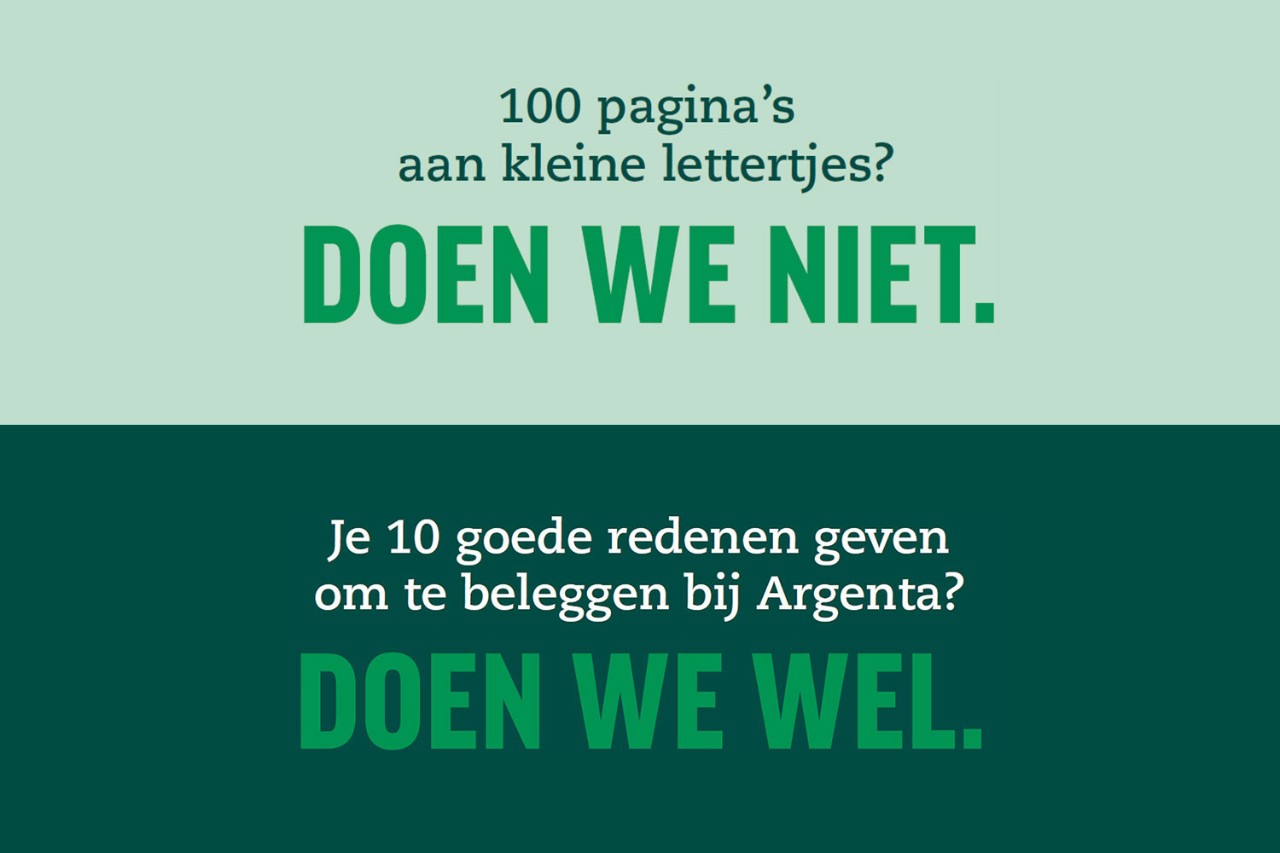 100 pagina’s
aan kleine lettertjes?
DOEN WE NIET.
Je 10 goede redenen geven
om te beleggen bij Argenta?
DOEN WE WEL.